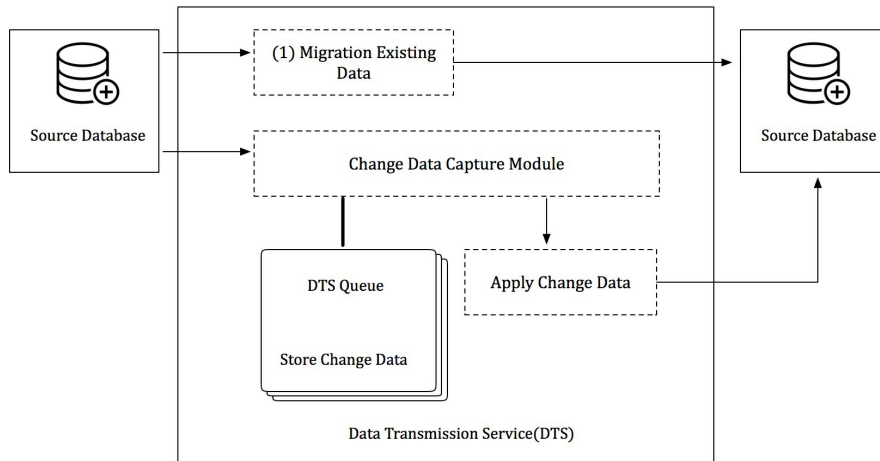 Source Database
(1) Migration Existing
Data
Source Database
Change Data Capture Module
DTS Queue
Store Change Data
Apply Change Data
Data Transmission Service(DTS)